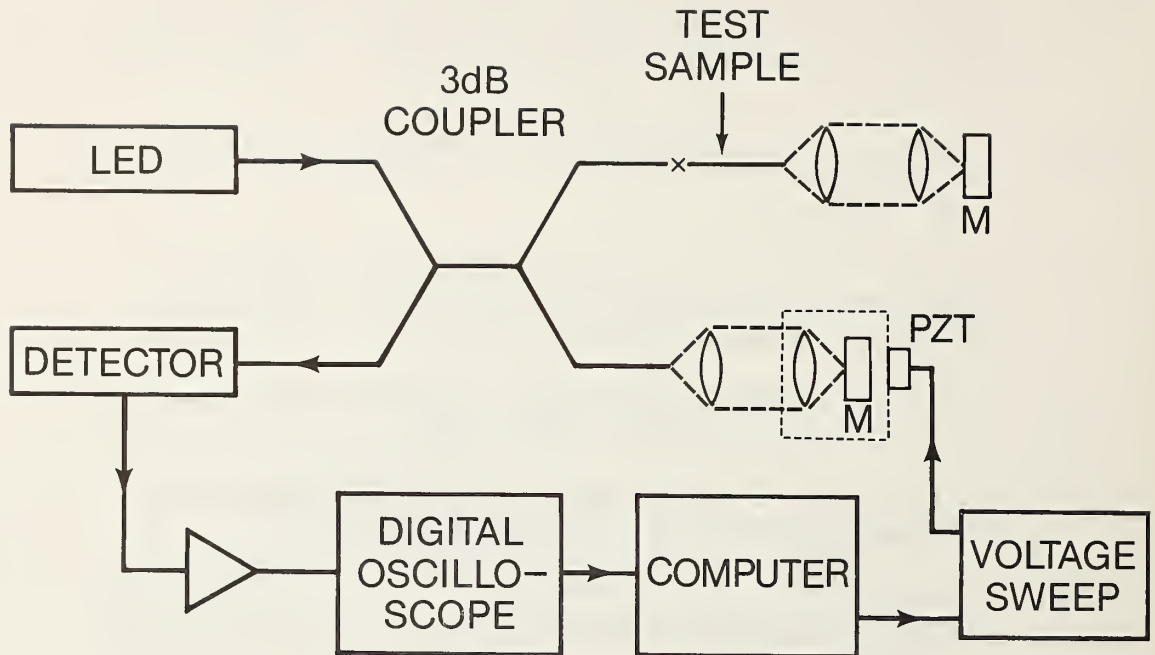 TEST
SAMPLE
3dB
COUPLER
LED
×
M
DETECTOR
PZT
M
DIGITAL
OSCILLO–
SCOPE
COMPUTER
VOLTAGE
SWEEP